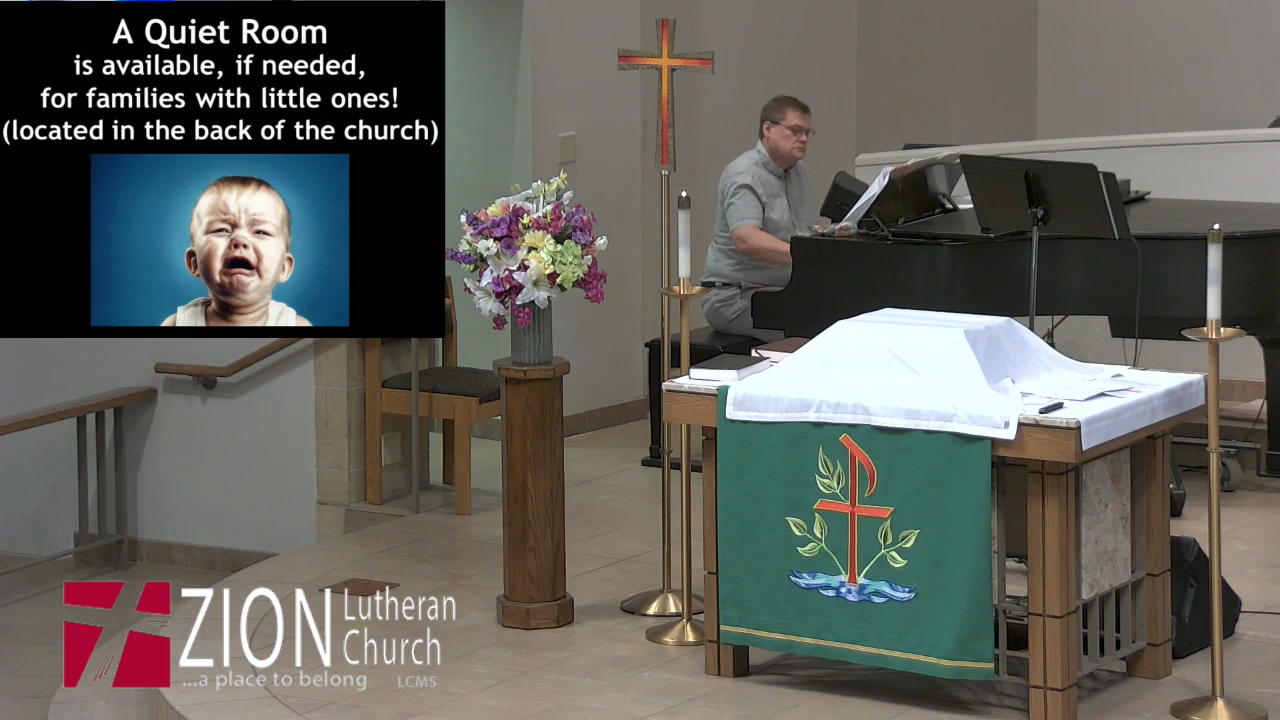 A Quiet Room
is available, if needed,
for families with little ones!
(located in the back of the church)
ZION Lutheran
Church
...a place to belong LCMS